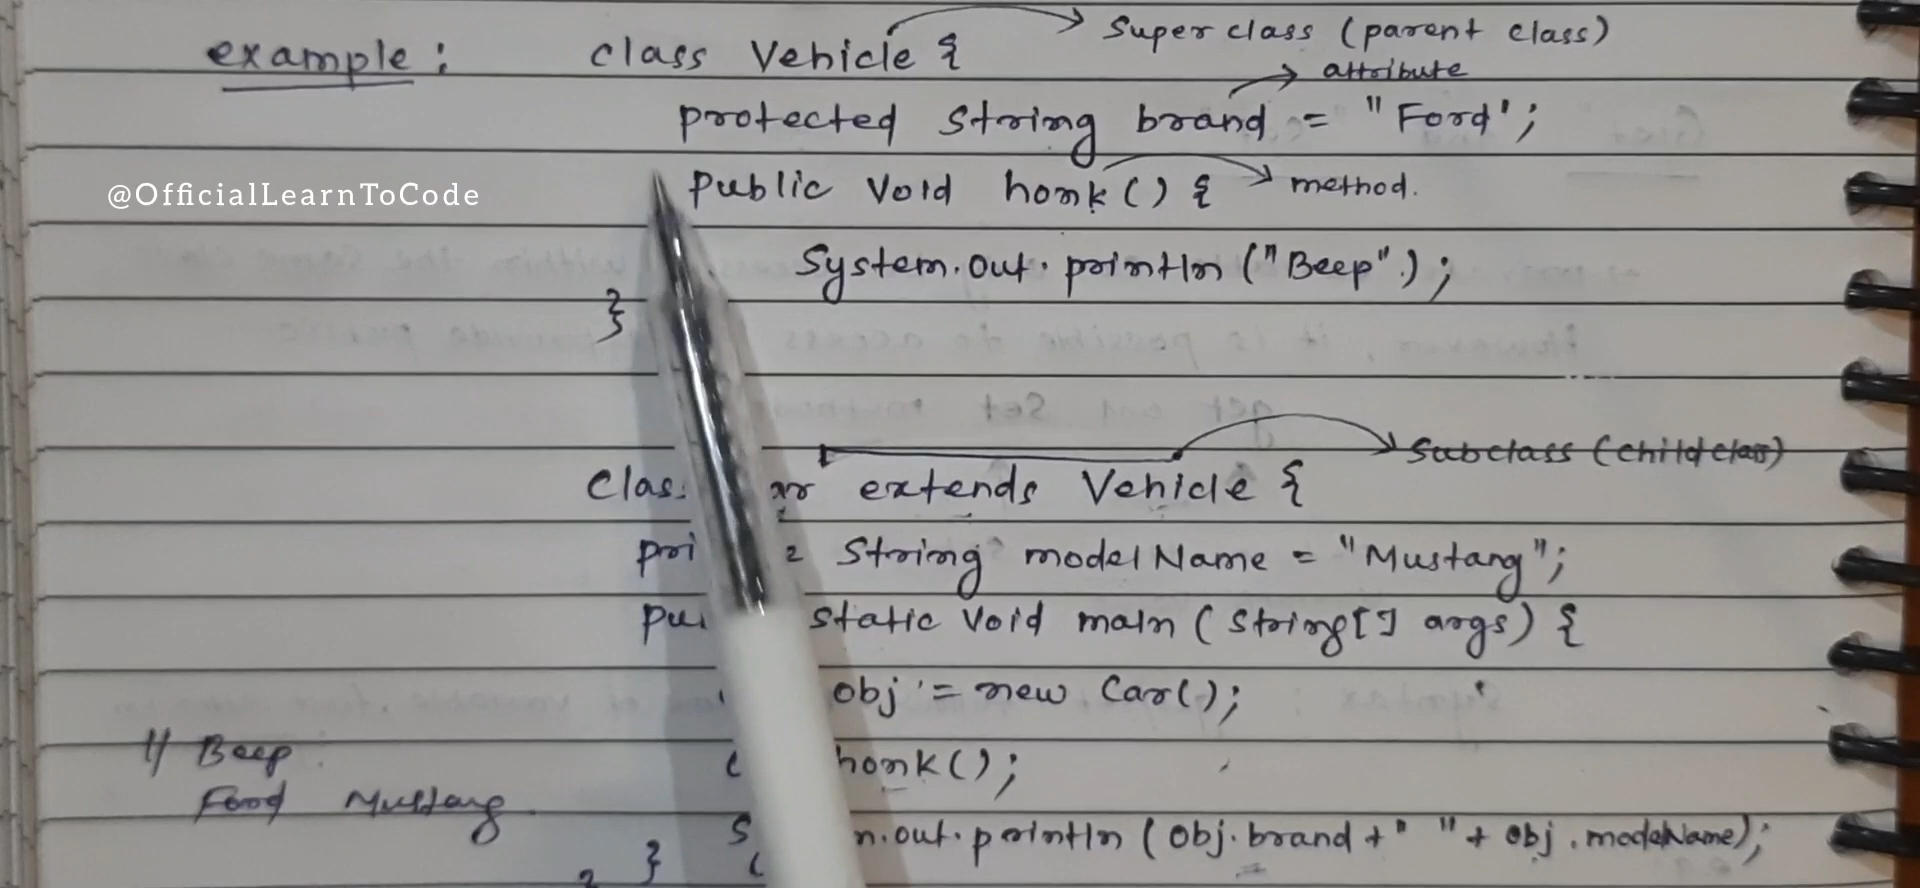 example : class Vehicle { → Superclass (parent class)
→ attribute
protected String brand = "Ford';
@OfficialLearnToCode
public void honk () { → method.
System.out.println ("Beep".);
}
Subclass (child class)
extends Vehicle {
String modelName = "Mustang";
static void main ( String[] args) {
obj = new Car();
honk();
// Beep
Ford Mustang.
n.out.println ( obj.brand + " " + obj.modelName);
}